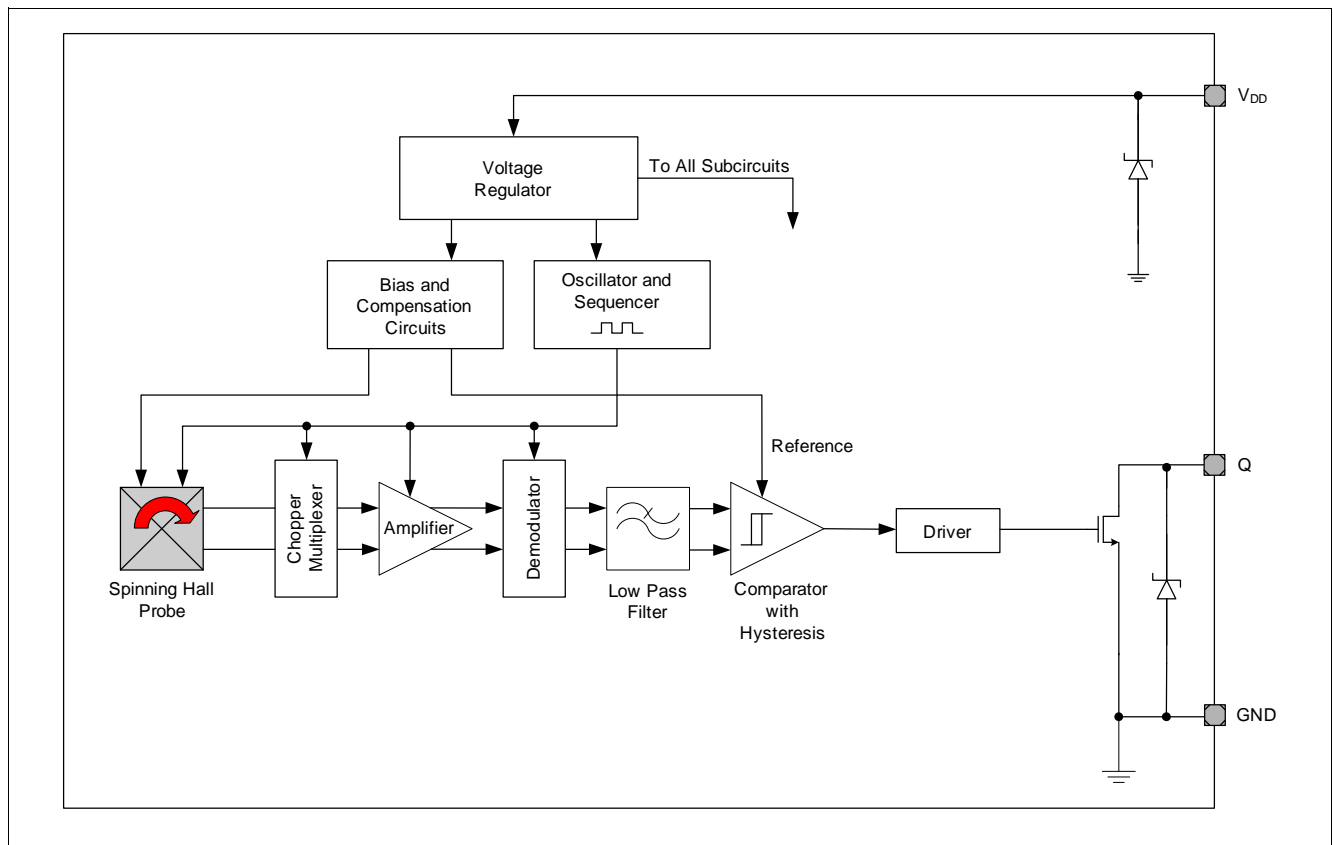 V_DD
Voltage
Regulator
To All Subcircuits
Bias and
Compensation
Circuits
Oscillator and
Sequencer
Reference
Q
Chopper
Multiplexer
Amplifier
Demodulator
Driver
Spinning Hall
Probe
Low Pass
Filter
Comparator
with
Hysteresis
GND